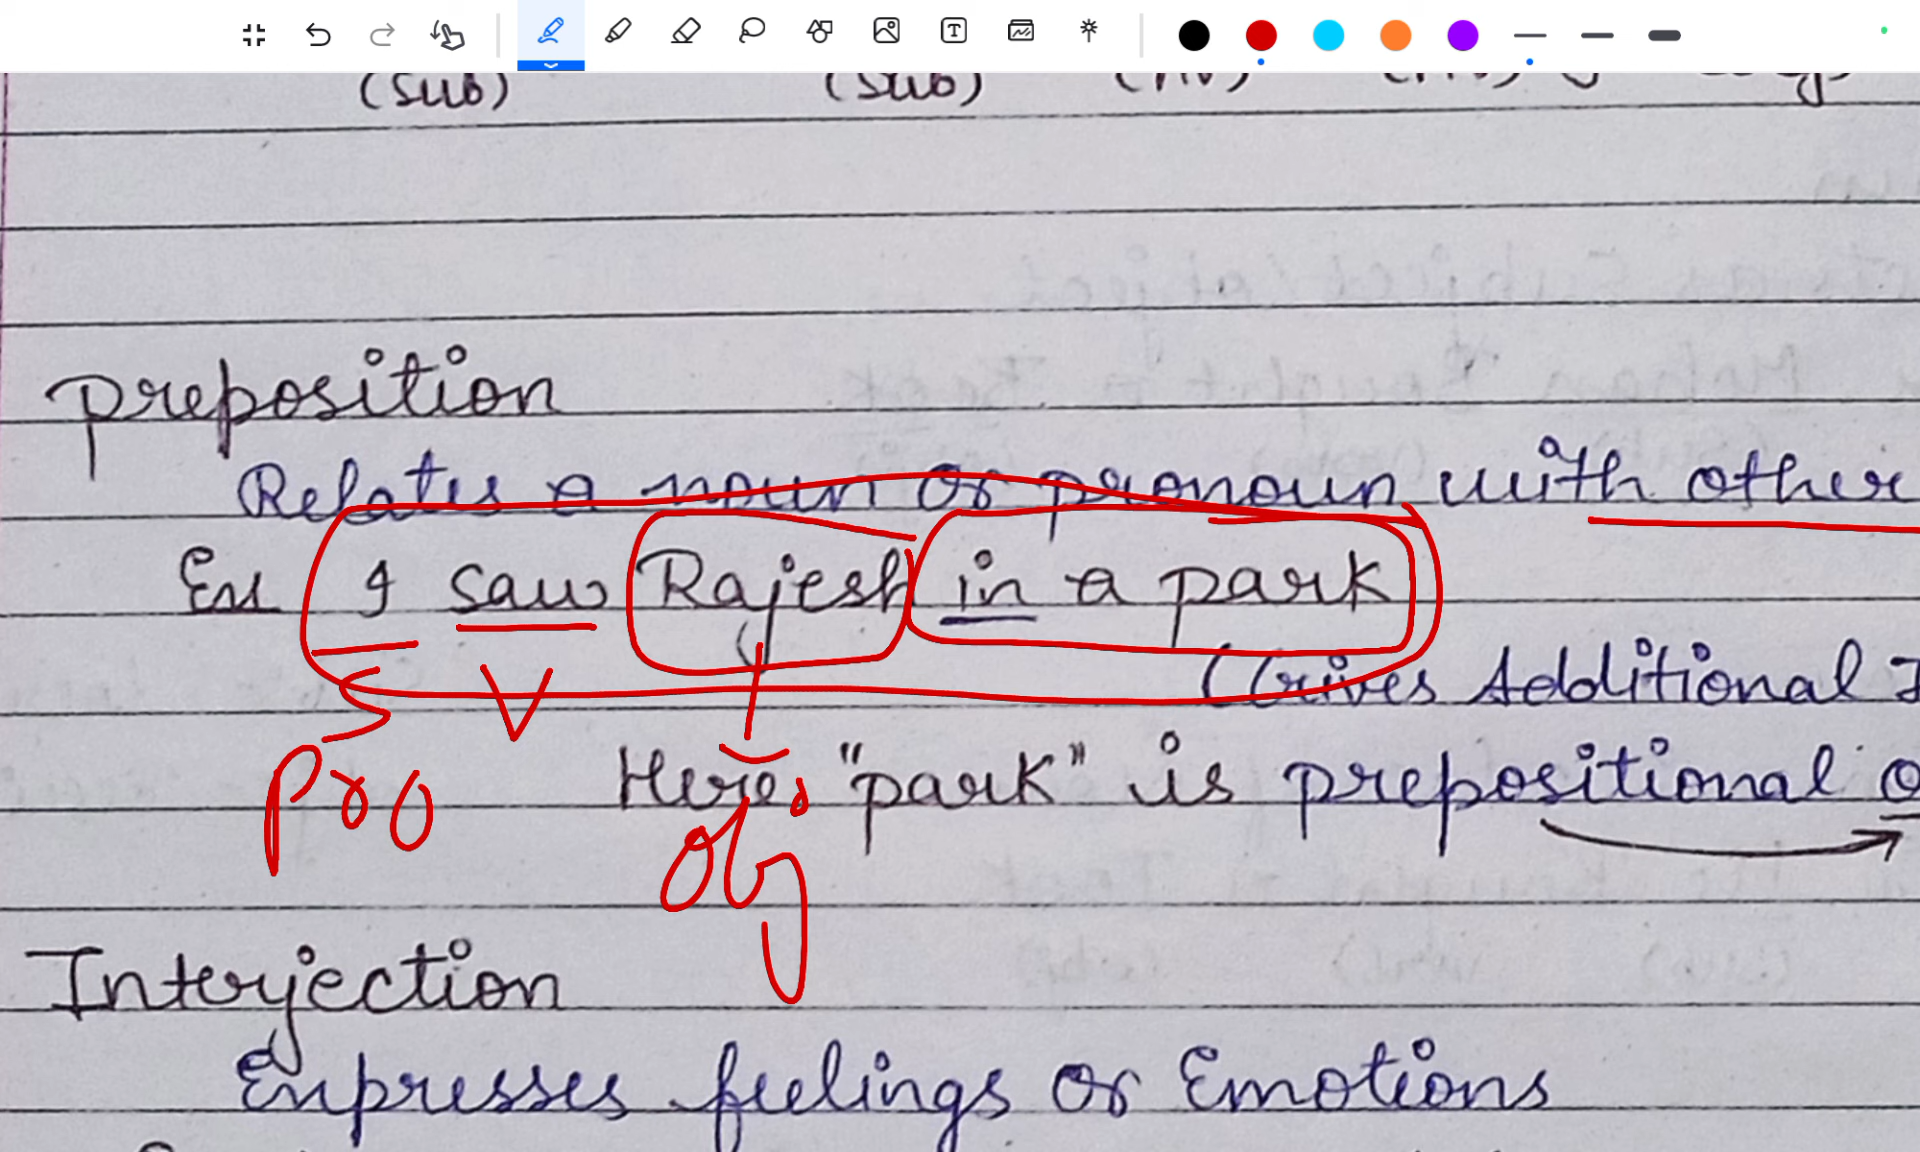 (Sub) (Sub)
Preposition
Relates a noun or pronoun with other
Ex I saw Rajesh in a park
(Gives Additional I
V
Pro
Here, "park" is prepositional o
Obj
Interjection
Expresses feelings or Emotions